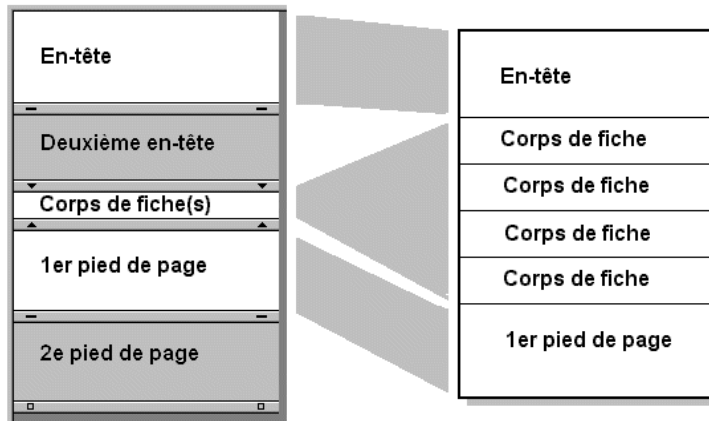 En-tête
Deuxième en-tête
Corps de fiche(s)
1er pied de page
2e pied de page
En-tête
Corps de fiche
Corps de fiche
Corps de fiche
Corps de fiche
1er pied de page